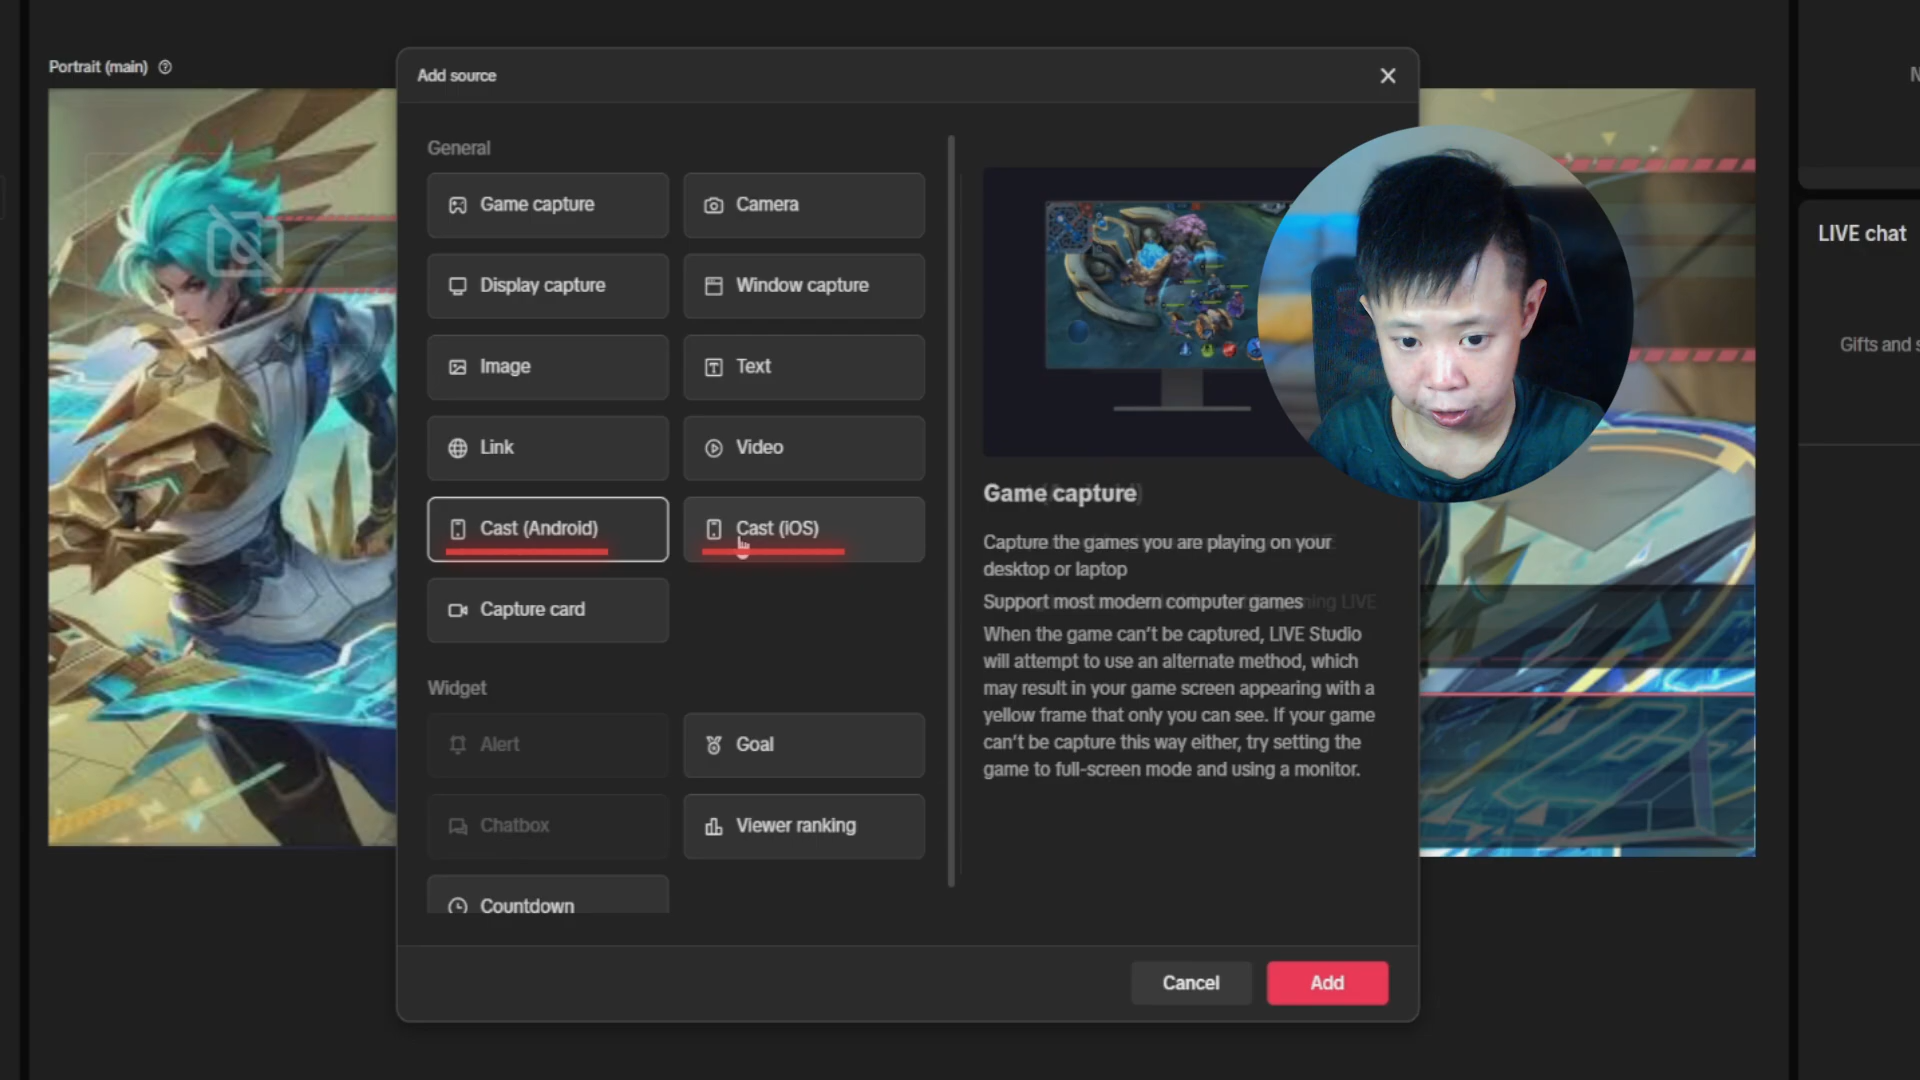 Portrait (main)
Add source
General
Game capture
Camera
Display capture
Window capture
Image
Text
Link
Video
Cast (Android)
Cast (iOS)
Capture card
Widget
Alert
Goal
Chatbox
Viewer ranking
Countdown
Game capture
Capture the games you are playing on your
desktop or laptop
Support most modern computer games
When the game can't be captured, LIVE Studio
will attempt to use an alternate method, which
may result in your game screen appearing with a
yellow frame that only you can see. If your game
can't be capture this way either, try setting the
game to full-screen mode and using a monitor.
Cancel
Add
N
LIVE chat
Gifts and s